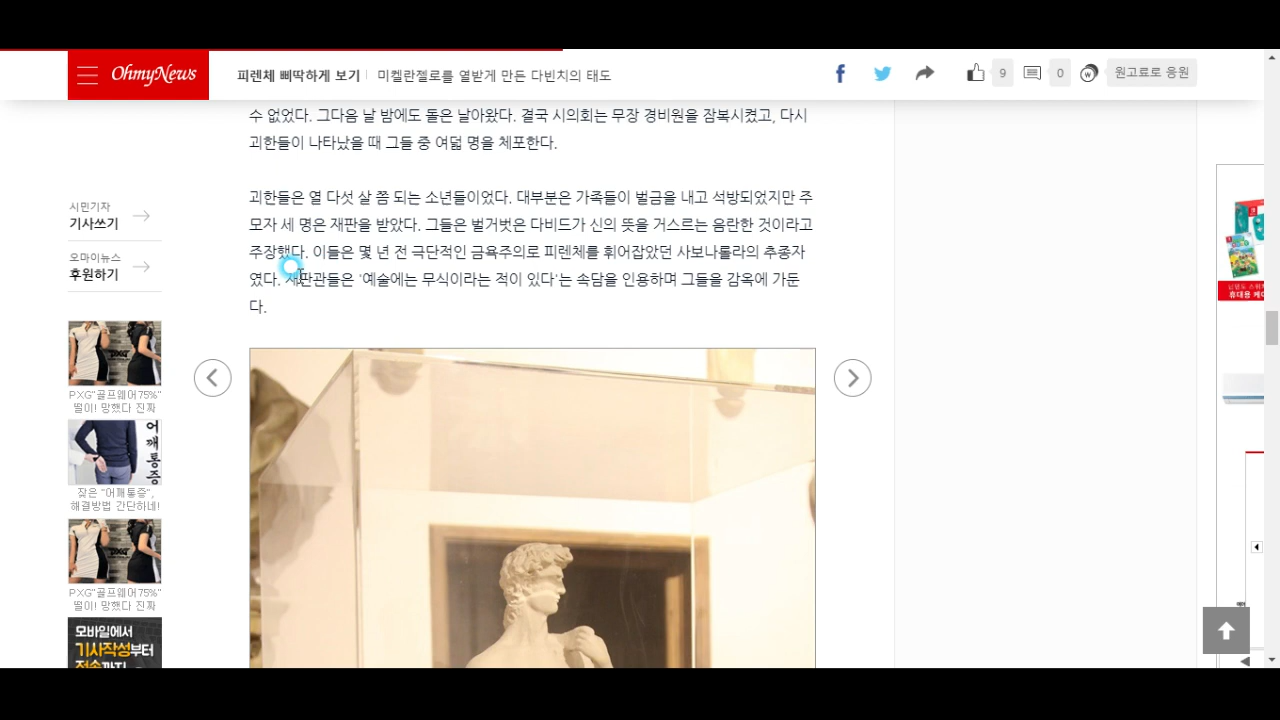 OhmyNews
피렌체 삐딱하게 보기 | 미켈란젤로를 열받게 만든 다빈치의 태도
9
0
원고료로 응원
수 없었다. 그다음 날 밤에도 돌은 날아왔다. 결국 시의회는 무장 경비원을 잠복시켰고, 다시
괴한들이 나타났을 때 그들 중 여덟 명을 체포한다.
괴한들은 열 다섯 살 쯤 되는 소년들이었다. 대부분은 가족들이 벌금을 내고 석방되었지만 주
모자 세 명은 재판을 받았다. 그들은 벌거벗은 다비드가 신의 뜻을 거스르는 음란한 것이라고
주장했다. 이들은 몇 년 전 극단적인 금욕주의로 피렌체를 휘어잡았던 사보나롤라의 추종자
였다. 재판관들은 '예술에는 무식이라는 적이 있다'는 속담을 인용하며 그들을 감옥에 가둔
다.
시민기자
기사쓰기
오마이뉴스
후원하기
PXG"골프웨어75%"
떨이! 망했다 진짜
어깨통증
잦은 "어깨통증",
해결방법 간단하네!
PXG"골프웨어75%"
떨이! 망했다 진짜
모바일에서
기사작성부터
전송까지